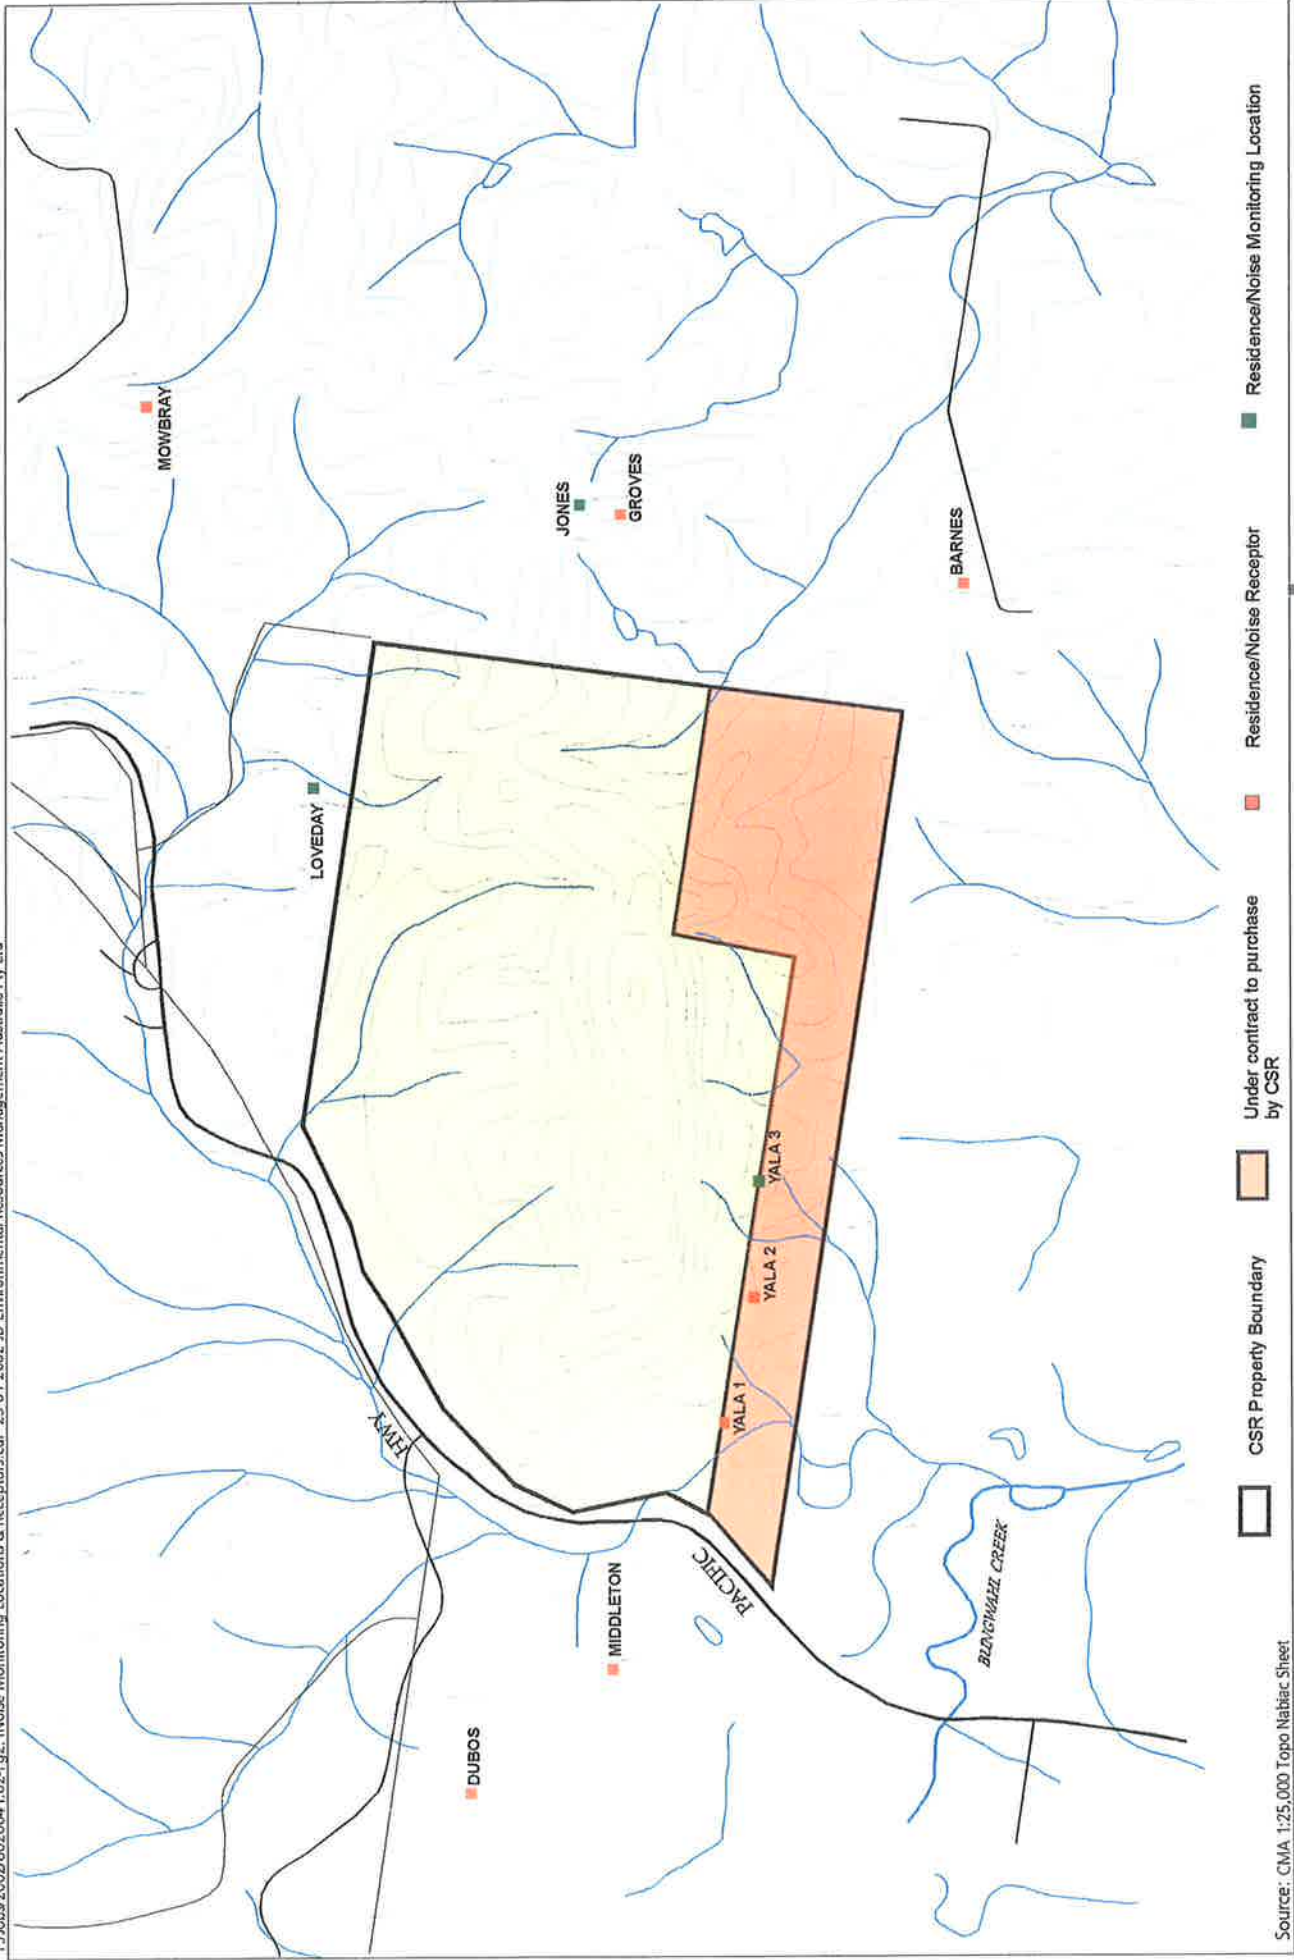 MOWBRAY
JONES
GROVES
BARNES
LOVEDAY
YALA 3
YALA 2
YALA 1
HWY
PACIFIC
MIDDLETON
DUBOS
BUNGWAHL CREEK
CSR Property Boundary
Under contract to purchase
by CSR
Residence/Noise Receptor
Residence/Noise Monitoring Location
Source: CMA 1:25,000 Topo Nabiac Sheet